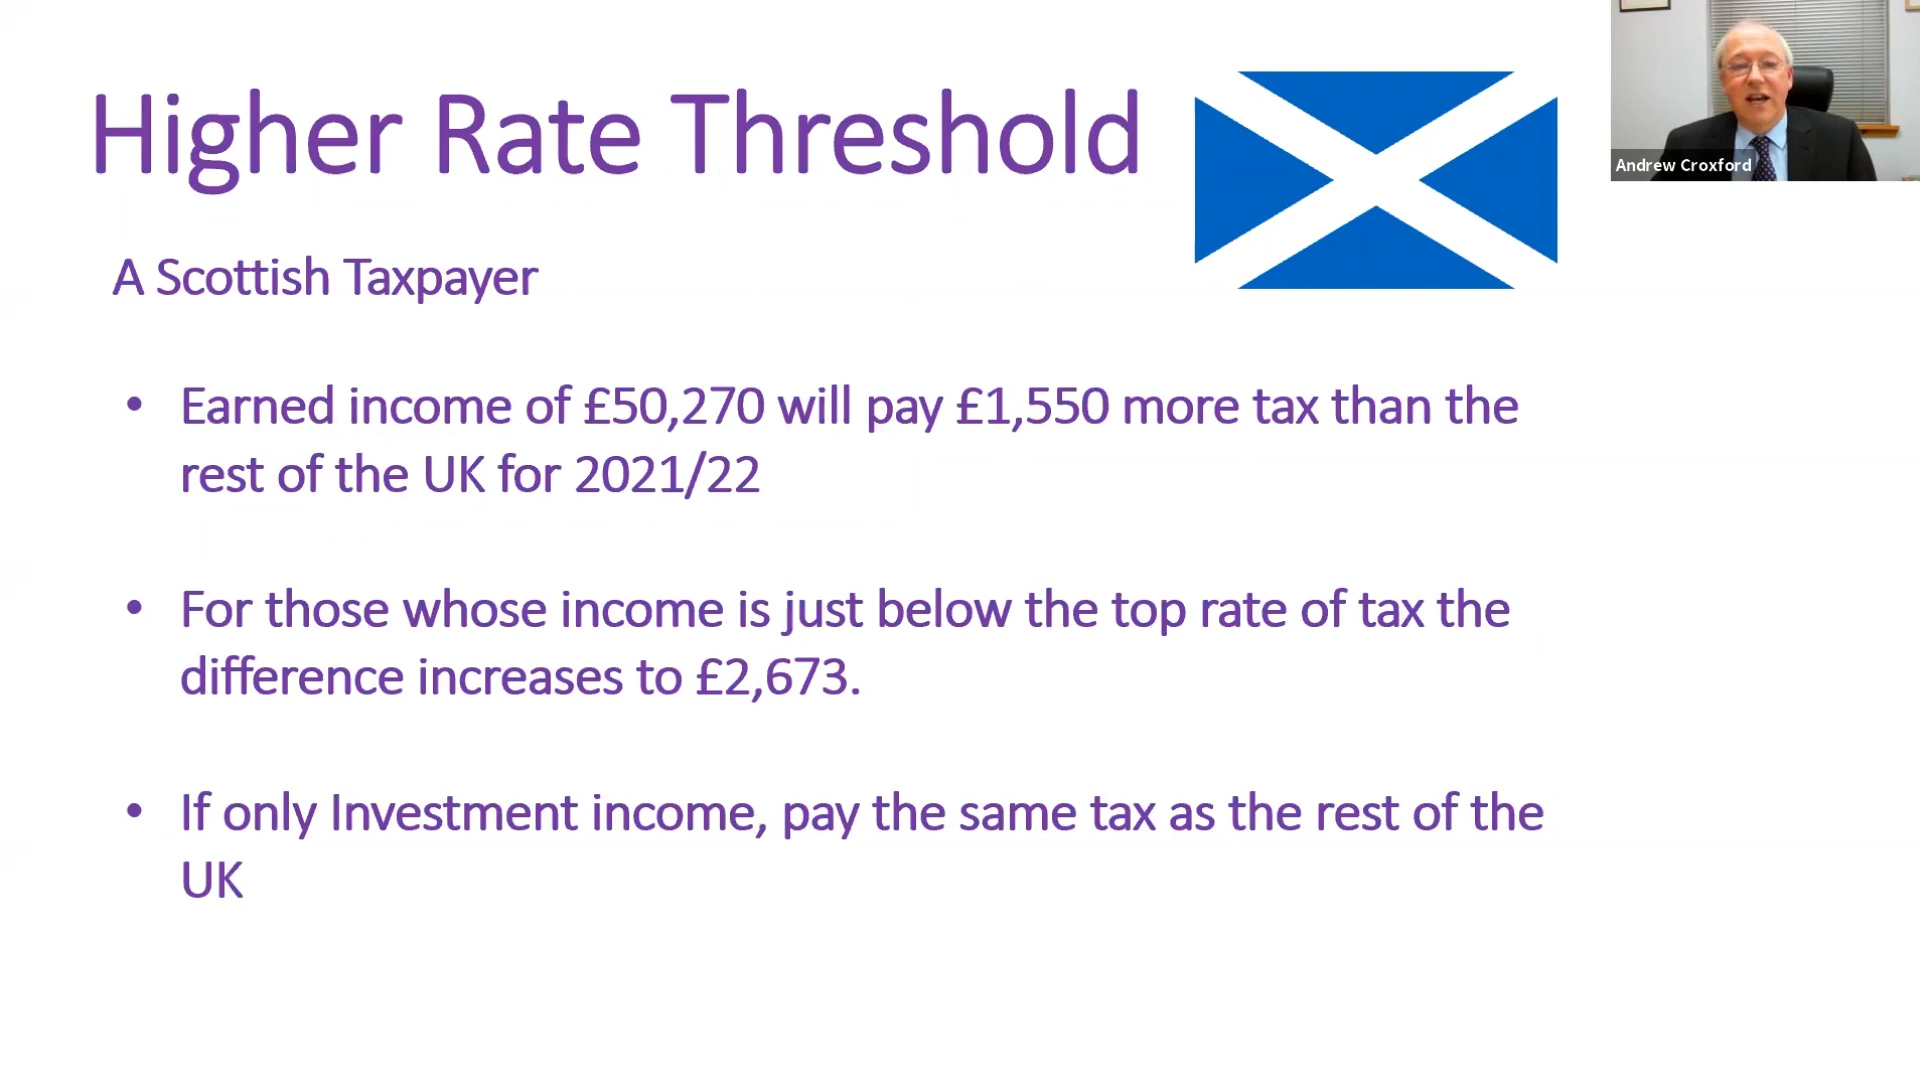 Higher Rate Threshold
Andrew Croxford
A Scottish Taxpayer
• Earned income of £50,270 will pay £1,550 more tax than the
rest of the UK for 2021/22
• For those whose income is just below the top rate of tax the
difference increases to £2,673.
• If only Investment income, pay the same tax as the rest of the
UK